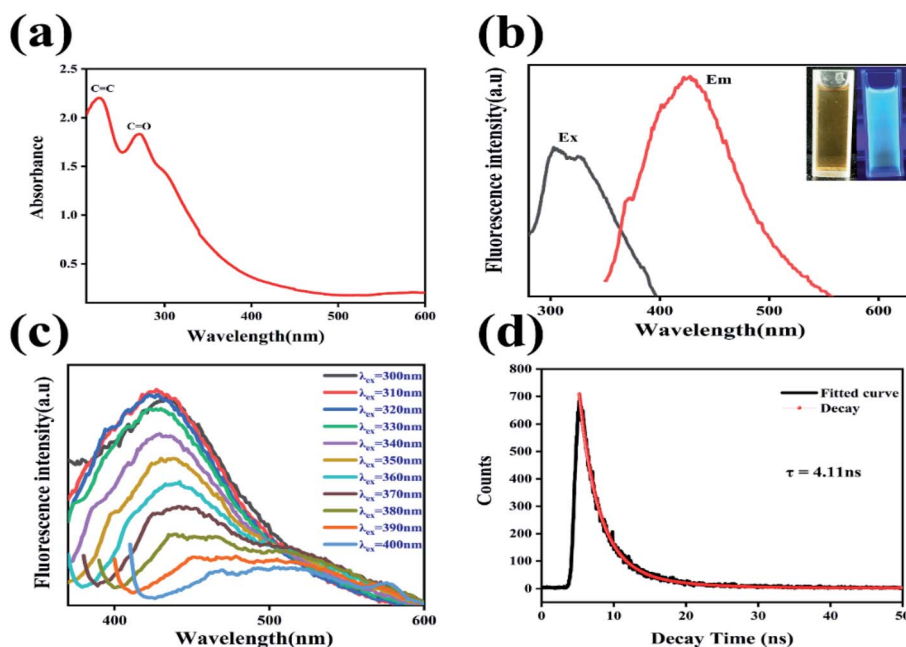 (a)
2.5
2.0
1.5
1.0
0.5
C=C
C=O
Absorbance
300
400
500
600
Wavelength(nm)
(b)
Fluorescence intensity(a.u)
Ex
Em
300
400
500
600
Wavelength(nm)
(c)
Fluorescence intensity(a.u)
λex=300nm
λex=310nm
λex=320nm
λex=330nm
λex=340nm
λex=350nm
λex=360nm
λex=370nm
λex=380nm
λex=390nm
λex=400nm
400
500
600
Wavelength(nm)
(d)
800
700
600
500
400
300
200
100
0
Counts
Fitted curve
Decay
τ = 4.11ns
0
10
20
30
40
50
Decay Time (ns)